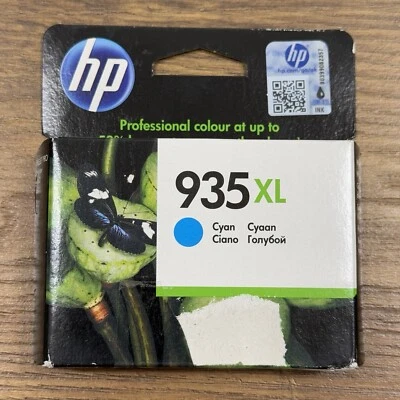 hp
hp
Professional colour at up to
935XL
Cyan Cyaan
Ciano Голубой